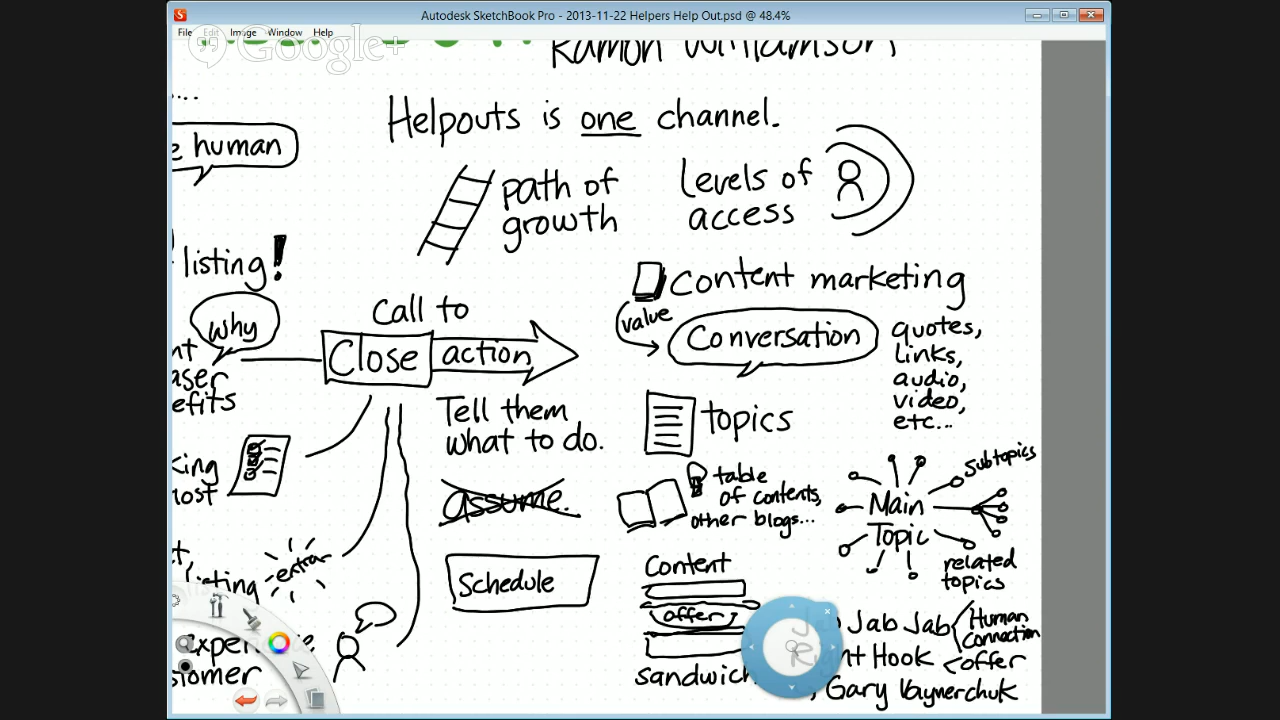 Autodesk SketchBook Pro - 2013-11-22 Helpers Help Out.psd @ 48.4%
File Edit Image Window Help
Google+
Ramon Williamson
....
e human
Helpouts is one channel.
path of
growth
levels of
access
listing!
why
efits
Call to
Close action
Tell them
what to do.
assume.
Schedule
extra
listing
content marketing
value
Conversation
quotes,
links,
audio,
video,
etc...
topics
table
of contents,
other blogs...
Main
Topic
subtopics
related
topics
Content
offer
sandwich
Jab Jab
Human
Connection
Hook
offer
Gary Vaynerchuk